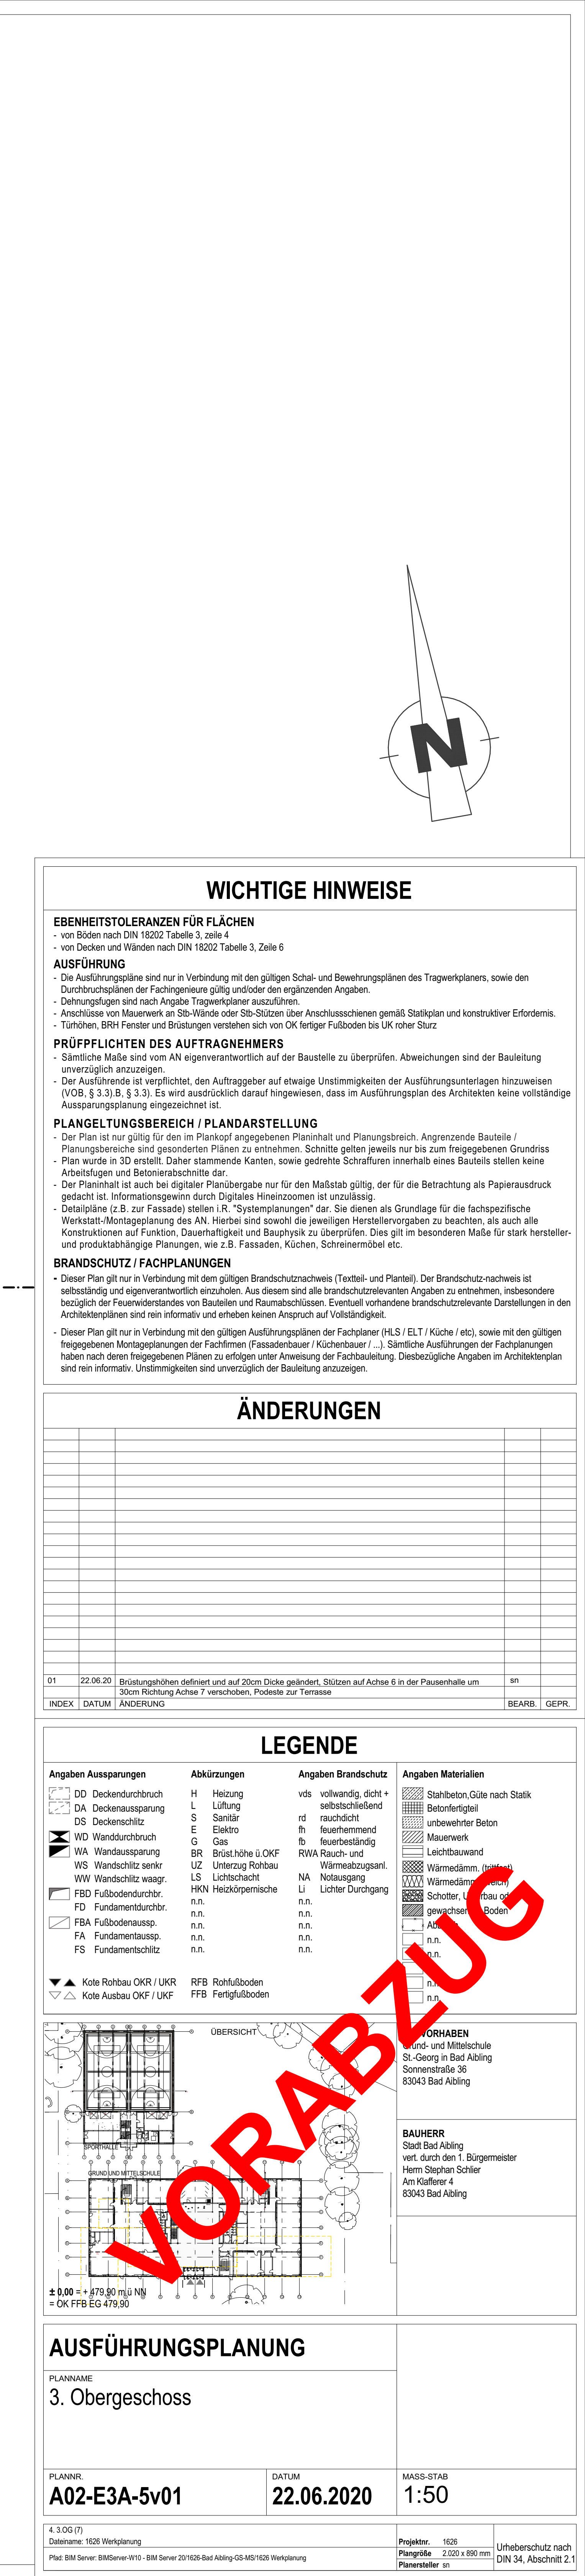 N
WICHTIGE HINWEISE
EBENHEITSTOLERANZEN FÜR FLÄCHEN
- von Böden nach DIN 18202 Tabelle 3, zeile 4
- von Decken und Wänden nach DIN 18202 Tabelle 3, Zeile 6
AUSFÜHRUNG
- Die Ausführungspläne sind nur in Verbindung mit den gültigen Schal- und Bewehrungsplänen des Tragwerkplaners, sowie den
Durchbruchsplänen der Fachingenieure gültig und/oder den ergänzenden Angaben.
- Dehnungsfugen sind nach Angabe Tragwerkplaner auszuführen.
- Anschlüsse von Mauerwerk an Stb-Wände oder Stb-Stützen über Anschlussschienen gemäß Statikplan und konstruktiver Erfordernis.
- Türhöhen, BRH Fenster und Brüstungen verstehen sich von OK fertiger Fußboden bis UK roher Sturz
PRÜFPFLICHTEN DES AUFTRAGNEHMERS
- Sämtliche Maße sind vom AN eigenverantwortlich auf der Baustelle zu überprüfen. Abweichungen sind der Bauleitung
unverzüglich anzuzeigen.
- Der Ausführende ist verpflichtet, den Auftraggeber auf etwaige Unstimmigkeiten der Ausführungsunterlagen hinzuweisen
(VOB, § 3.3).B, § 3.3). Es wird ausdrücklich darauf hingewiesen, dass im Ausführungsplan des Architekten keine vollständige
Aussparungsplanung eingezeichnet ist.
PLANGELTUNGSBEREICH / PLANDARSTELLUNG
- Der Plan ist nur gültig für den im Plankopf angegebenen Planinhalt und Planungsbreich. Angrenzende Bauteile /
Planungsbereiche sind gesonderten Plänen zu entnehmen. Schnitte gelten jeweils nur bis zum freigegebenen Grundriss
- Plan wurde in 3D erstellt. Daher stammende Kanten, sowie gedrehte Schraffuren innerhalb eines Bauteils stellen keine
Arbeitsfugen und Betonierabschnitte dar.
- Der Planinhalt ist auch bei digitaler Planübergabe nur für den Maßstab gültig, der für die Betrachtung als Papierausdruck
gedacht ist. Informationsgewinn durch Digitales Hineinzoomen ist unzulässig.
- Detailpläne (z.B. zur Fassade) stellen i.R. "Systemplanungen" dar. Sie dienen als Grundlage für die fachspezifische
Werkstatt-/Montageplanung des AN. Hierbei sind sowohl die jeweiligen Herstellervorgaben zu beachten, als auch alle
Konstruktionen auf Funktion, Dauerhaftigkeit und Bauphysik zu überprüfen. Dies gilt im besonderen Maße für stark hersteller-
und produktabhängige Planungen, wie z.B. Fassaden, Küchen, Schreinermöbel etc.
BRANDSCHUTZ / FACHPLANUNGEN
- Dieser Plan gilt nur in Verbindung mit dem gültigen Brandschutznachweis (Textteil- und Planteil). Der Brandschutz-nachweis ist
selbsständig und eigenverantwortlich einzuholen. Aus diesem sind alle brandschutzrelevanten Angaben zu entnehmen, insbesondere
bezüglich der Feuerwiderstandes von Bauteilen und Raumabschlüssen. Eventuell vorhandene brandschutzrelevante Darstellungen in den
Architektenplänen sind rein informativ und erheben keinen Anspruch auf Vollständigkeit.
- Dieser Plan gilt nur in Verbindung mit den gültigen Ausführungsplänen der Fachplaner (HLS / ELT / Küche / etc), sowie mit den gültigen
freigegebenen Montageplanungen der Fachfirmen (Fassadenbauer / Küchenbauer / ...). Sämtliche Ausführungen der Fachplanungen
haben nach deren freigegebenen Plänen zu erfolgen unter Anweisung der Fachbauleitung. Diesbezügliche Angaben im Architektenplan
sind rein informativ. Unstimmigkeiten sind unverzüglich der Bauleitung anzuzeigen.
ÄNDERUNGEN
01 22.06.20 Brüstungshöhen definiert und auf 20cm Dicke geändert, Stützen auf Achse 6 in der Pausenhalle um sn
30cm Richtung Achse 7 verschoben, Podeste zur Terrasse
INDEX DATUM ÄNDERUNG BEARB. GEPR.
LEGENDE
Angaben Aussparungen
DD Deckendurchbruch
DA Deckenaussparung
DS Deckenschlitz
WD Wanddurchbruch
WA Wandaussparung
WS Wandschlitz senkr
WW Wandschlitz waagr.
FBD Fußbodendurchbr.
FD Fundamentdurchbr.
FBA Fußbodenaussp.
FA Fundamentaussp.
FS Fundamentschlitz
Kote Rohbau OKR / UKR
Kote Ausbau OKF / UKF
Abkürzungen
H Heizung
L Lüftung
S Sanitär
E Elektro
G Gas
BR Brüst.höhe ü.OKF
UZ Unterzug Rohbau
LS Lichtschacht
HKN Heizkörpernische
n.n.
n.n.
n.n.
n.n.
n.n.
RFB Rohfußboden
FFB Fertigfußboden
Angaben Brandschutz
vds vollwandig, dicht +
selbstschließend
rd rauchdicht
fh feuerhemmend
fb feuerbeständig
RWA Rauch- und
Wärmeabzugsanl.
NA Notausgang
Li Lichter Durchgang
n.n.
n.n.
n.n.
n.n.
n.n.
Angaben Materialien
Stahlbeton,Güte nach Statik
Betonfertigteil
unbewehrter Beton
Mauerwerk
Leichtbauwand
Wärmedämm. (trittfest)
Wärmedämm.
Schotter,
Boden
n.n.
n.n.
n.n.
n.n.
VORABZUG
ÜBERSICHT
SPORTHALLE
GRUND UND MITTELSCHULE
± 0,00 = + 479,90 m ü NN
= OK FFB EG 479,90
VORHABEN
Grund- und Mittelschule
St.-Georg in Bad Aibling
Sonnenstraße 36
83043 Bad Aibling
BAUHERR
Stadt Bad Aibling
vert. durch den 1. Bürgermeister
Herrn Stephan Schlier
Am Klafferer 4
83043 Bad Aibling
AUSFÜHRUNGSPLANUNG
PLANNAME
3. Obergeschoss
PLANNR.
A02-E3A-5v01
DATUM
22.06.2020
MASS-STAB
1:50
4. 3.OG (7)
Dateiname: 1626 Werkplanung
Pfad: BIM Server: BIMServer-W10 - BIM Server 20/1626-Bad Aibling-GS-MS/1626 Werkplanung
Projektnr. 1626
Plangröße 2.020 x 890 mm
Planersteller sn
Urheberschutz nach
DIN 34, Abschnitt 2.1